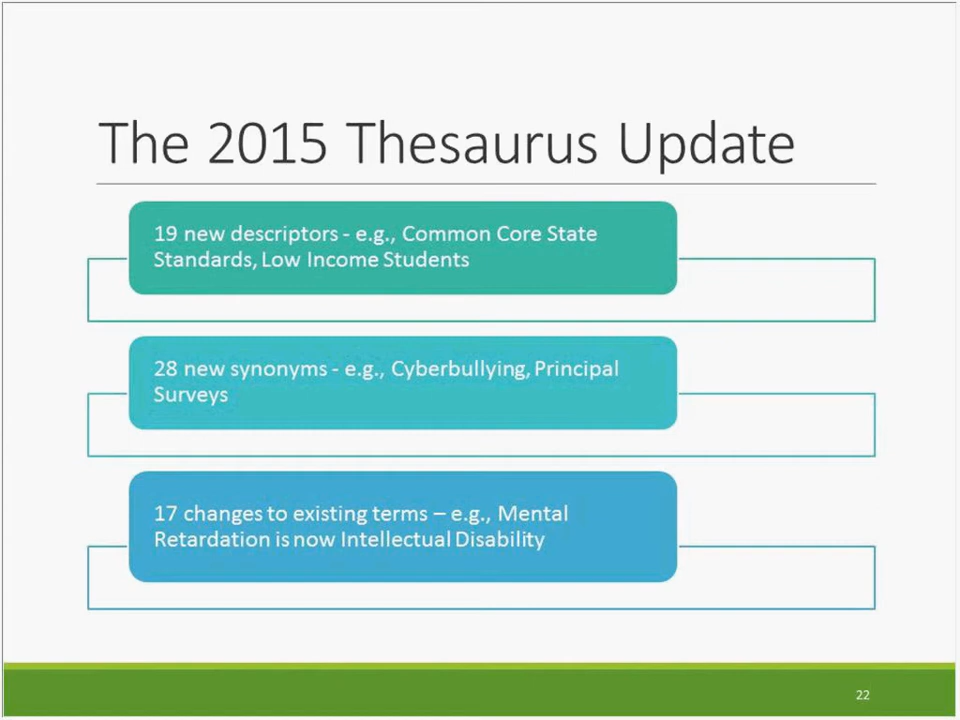 The 2015 Thesaurus Update
19 new descriptors - e.g., Common Core State
Standards, Low Income Students
28 new synonyms - e.g., Cyberbullying, Principal
Surveys
17 changes to existing terms – e.g., Mental
Retardation is now Intellectual Disability
22